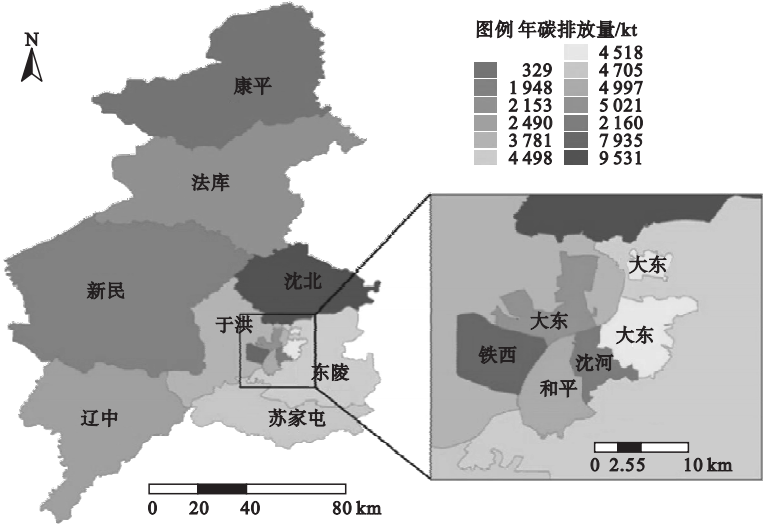 N
图例 年碳排放量/kt
329
1 948
2 153
2 490
3 781
4 498
4 518
4 705
4 997
5 021
2 160
7 935
9 531
康平
法库
新民
沈北
于洪
东陵
辽中
苏家屯
0 20 40 80 km
大东
大东
大东
铁西
沈河
和平
0 2.55 10 km